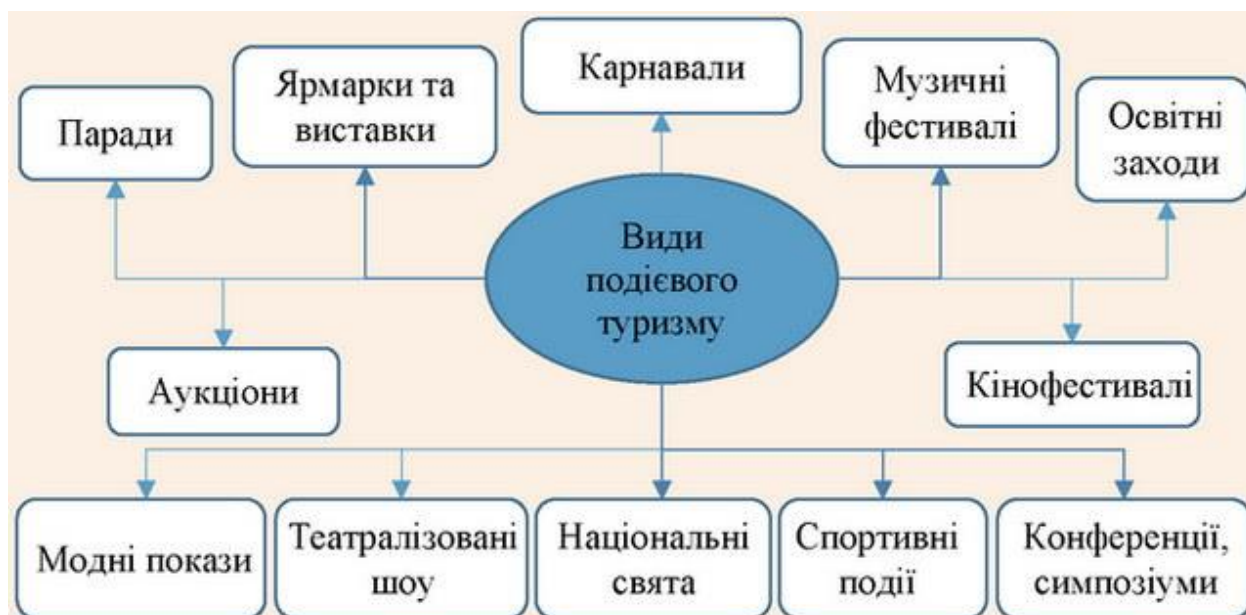 Карнавали
Ярмарки та
виставки
Музичні
фестивалі
Паради
Освітні
заходи
Види
подієвого
туризму
Аукціони
Кінофестивалі
Модні покази
Театралізовані
шоу
Національні
свята
Спортивні
події
Конференції,
симпозіуми